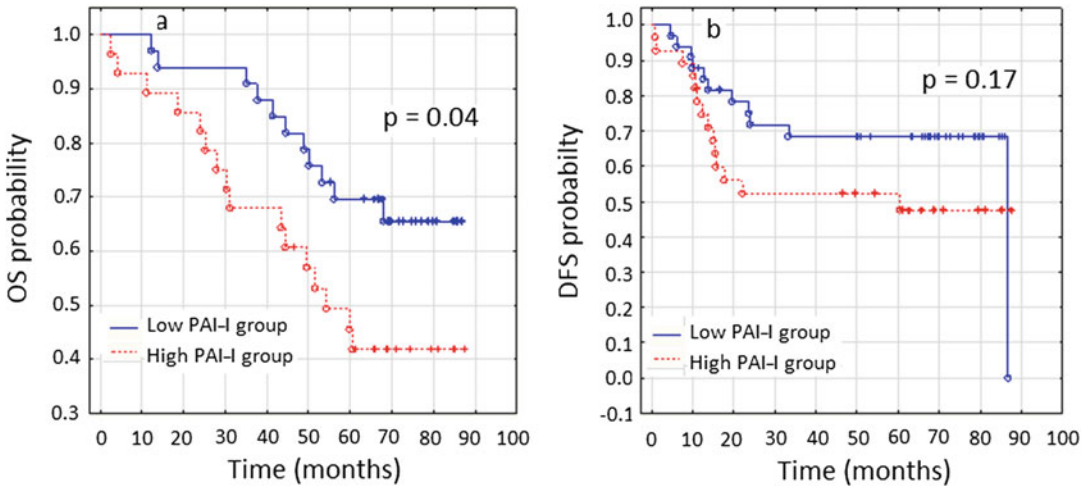 a
1.0
0.9
0.8
0.7
0.6
0.5
0.4
0.3
OS probability
p = 0.04
Low PAI-I group
High PAI-I group
0 10 20 30 40 50 60 70 80 90 100
Time (months)
b
1.0
0.9
0.8
0.7
0.6
0.5
0.4
0.3
0.2
0.1
0.0
-0.1
DFS probabilty
p = 0.17
Low PAI-I group
High PAI-I group
0 10 20 30 40 50 60 70 80 90 100
Time (months)